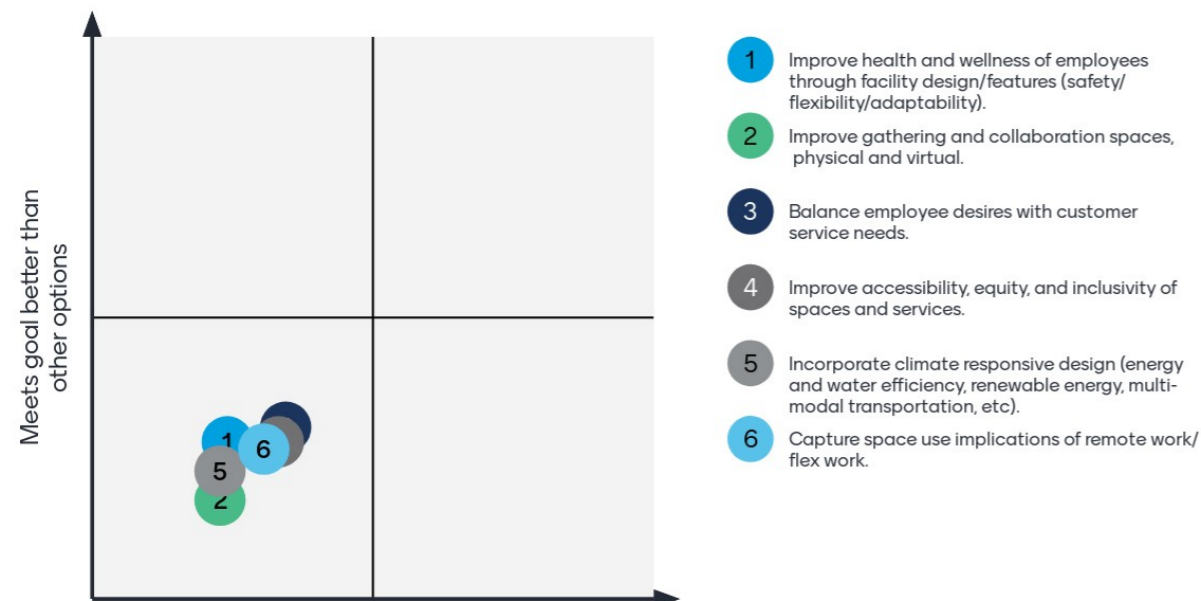 Meets goal better than
other options
1
6
5
2
1
Improve health and wellness of employees
through facility design/features (safety/
flexibility/adaptability).
2
Improve gathering and collaboration spaces,
physical and virtual.
3
Balance employee desires with customer
service needs.
4
Improve accessibility, equity, and inclusivity of
spaces and services.
5
Incorporate climate responsive design (energy
and water efficiency, renewable energy, multi-
modal transportation, etc).
6
Capture space use implications of remote work/
flex work.